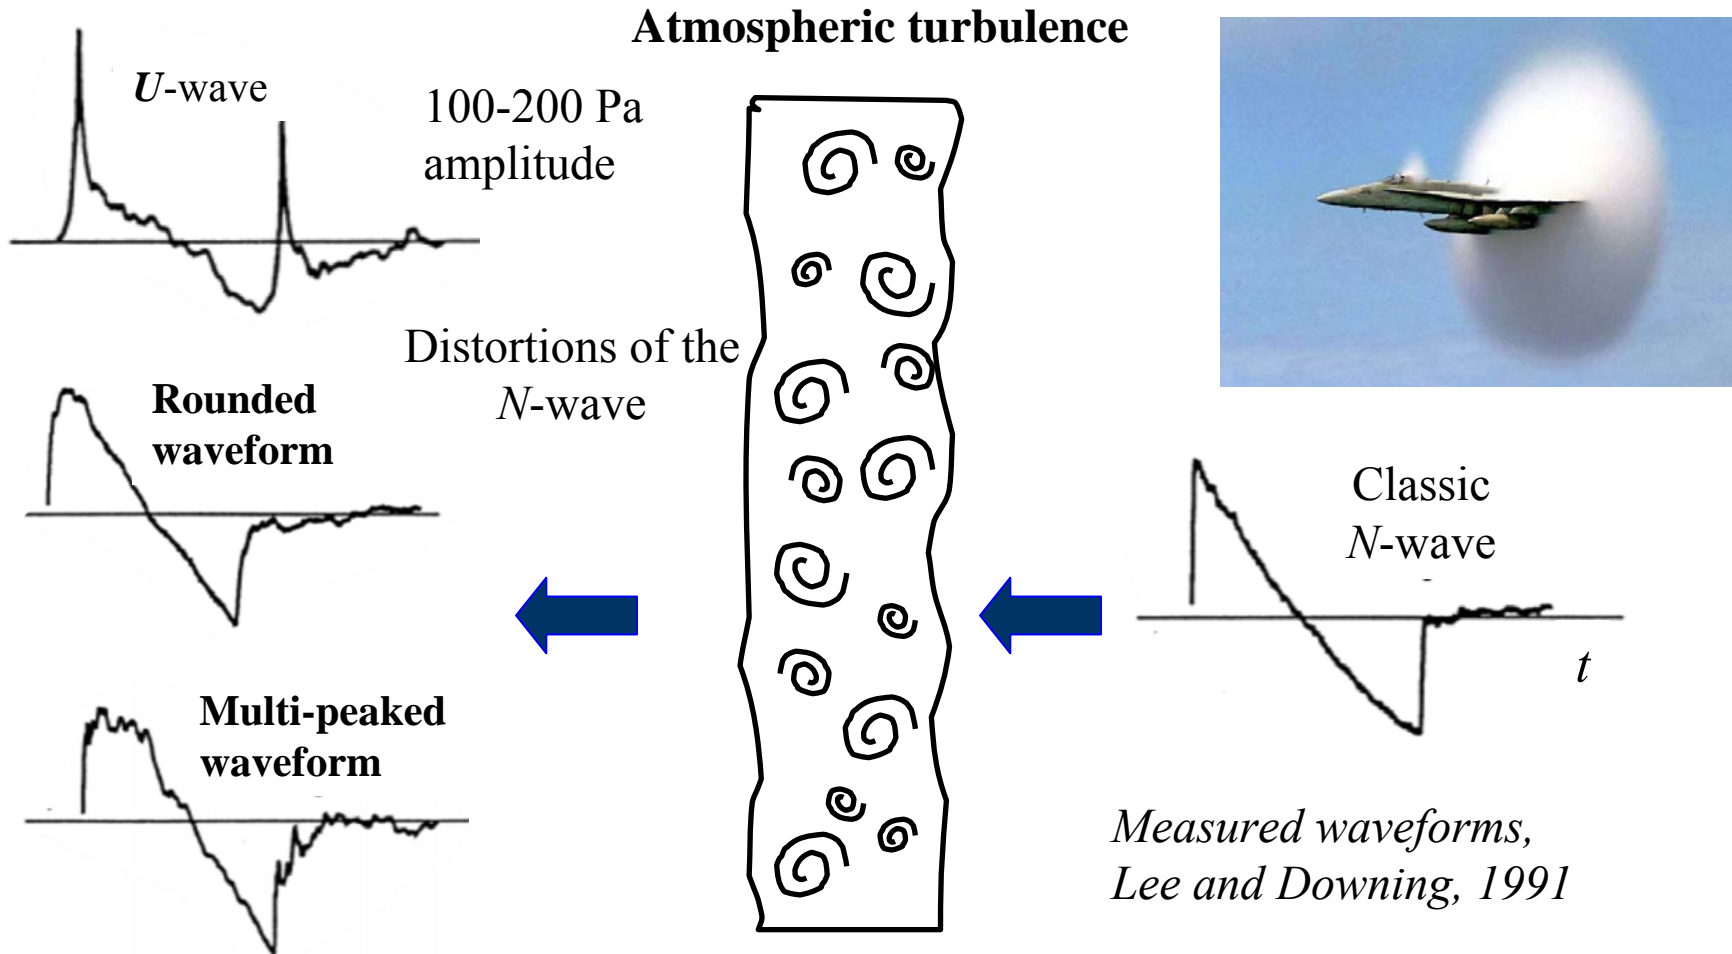 Atmospheric turbulence
U-wave
100-200 Pa
amplitude
Distortions of the
N-wave
Rounded
waveform
Multi-peaked
waveform
Classic
N-wave
t
Measured waveforms,
Lee and Downing, 1991